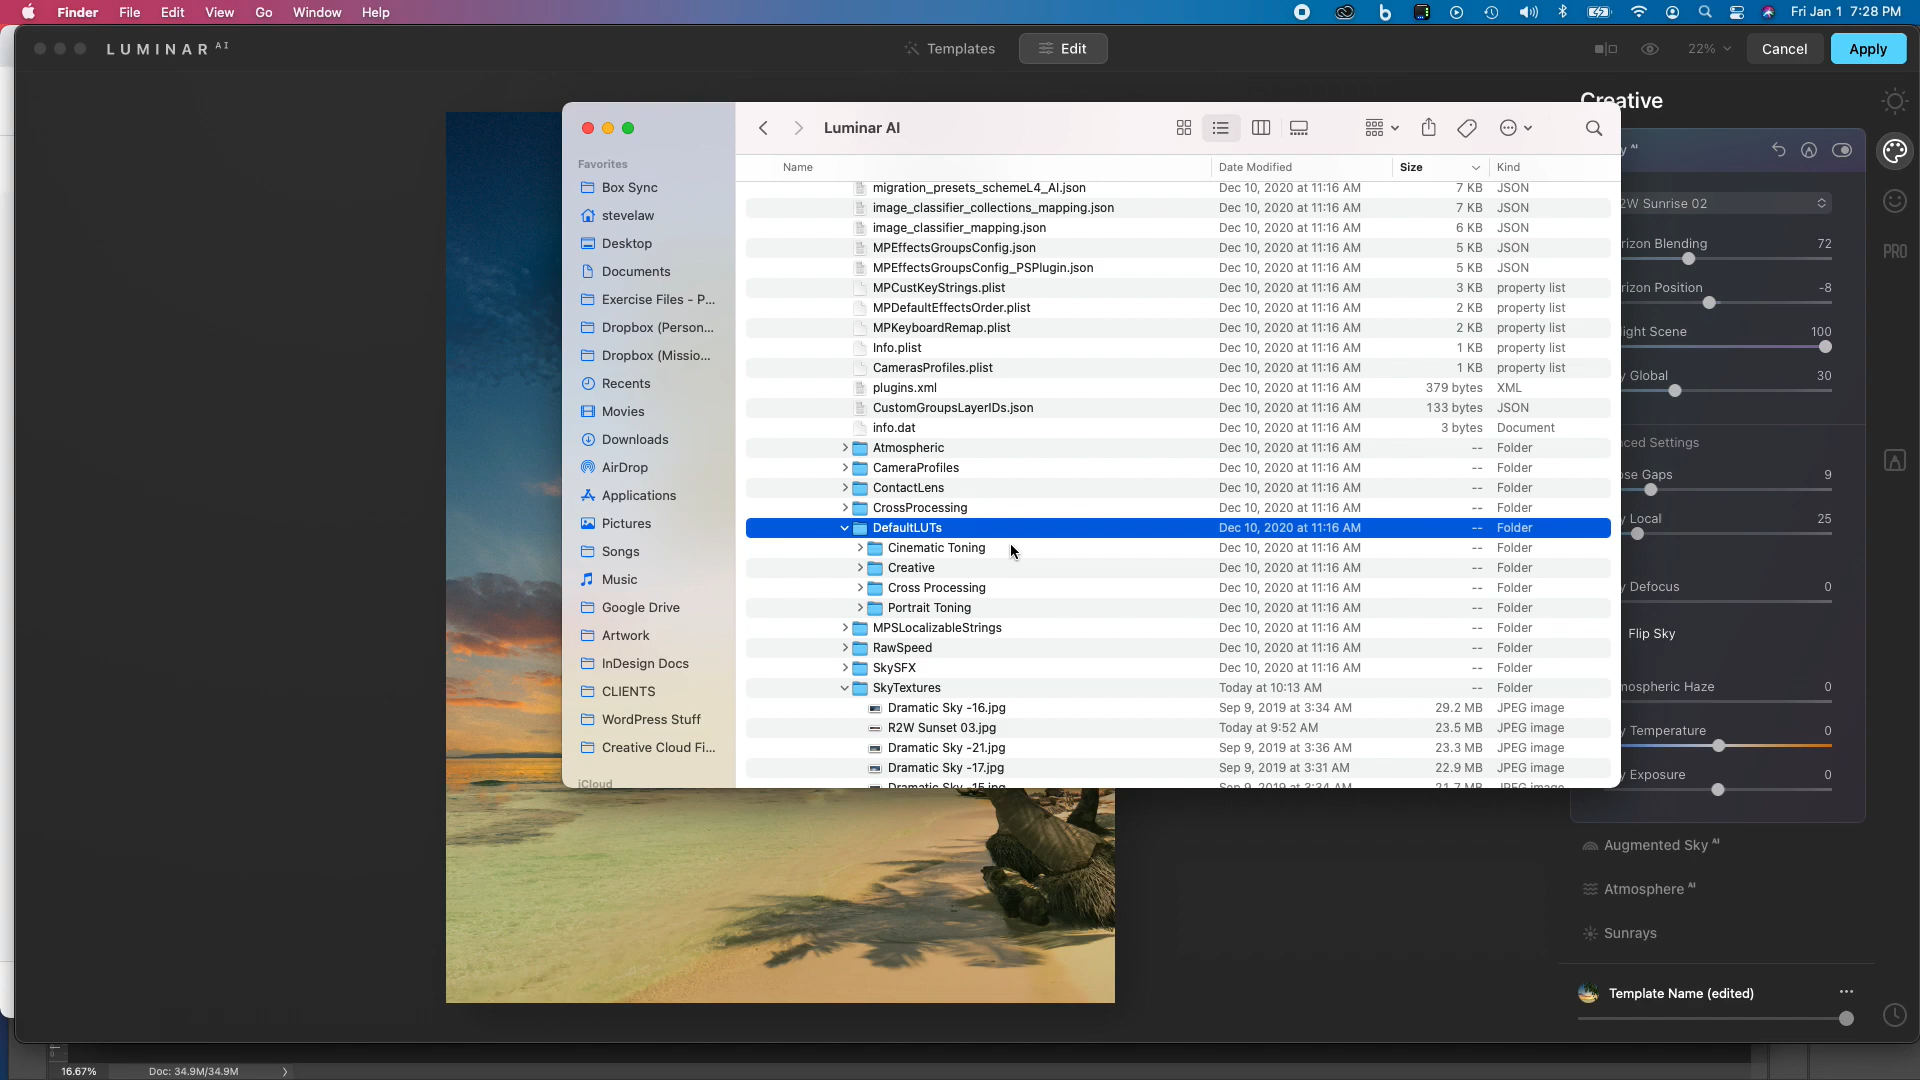 Finder File Edit View Go Window Help
Fri Jan 1 7:28 PM
LUMINAR AI
Templates
Edit
22%
Cancel
Apply
Creative
PRO
Favorites
Box Sync
stevelaw
Desktop
Documents
Exercise Files - P...
Dropbox (Person...
Dropbox (Missio...
Recents
Movies
Downloads
AirDrop
Applications
Pictures
Songs
Music
Google Drive
Artwork
InDesign Docs
CLIENTS
WordPress Stuff
Creative Cloud Fi...
iCloud
Luminar AI
Name Date Modified Size Kind
migration_presets_schemeL4_AI.json Dec 10, 2020 at 11:16 AM 7 KB JSON
image_classifier_collections_mapping.json Dec 10, 2020 at 11:16 AM 7 KB JSON
image_classifier_mapping.json Dec 10, 2020 at 11:16 AM 6 KB JSON
MPEffectsGroupsConfig.json Dec 10, 2020 at 11:16 AM 5 KB JSON
MPEffectsGroupsConfig_PSPlugin.json Dec 10, 2020 at 11:16 AM 5 KB JSON
MPCustKeyStrings.plist Dec 10, 2020 at 11:16 AM 3 KB property list
MPDefaultEffectsOrder.plist Dec 10, 2020 at 11:16 AM 2 KB property list
MPKeyboardRemap.plist Dec 10, 2020 at 11:16 AM 2 KB property list
Info.plist Dec 10, 2020 at 11:16 AM 1 KB property list
CamerasProfiles.plist Dec 10, 2020 at 11:16 AM 1 KB property list
plugins.xml Dec 10, 2020 at 11:16 AM 379 bytes XML
CustomGroupsLayerIDs.json Dec 10, 2020 at 11:16 AM 133 bytes JSON
info.dat Dec 10, 2020 at 11:16 AM 3 bytes Document
Atmospheric Dec 10, 2020 at 11:16 AM -- Folder
CameraProfiles Dec 10, 2020 at 11:16 AM -- Folder
ContactLens Dec 10, 2020 at 11:16 AM -- Folder
CrossProcessing Dec 10, 2020 at 11:16 AM -- Folder
DefaultLUTs Dec 10, 2020 at 11:16 AM -- Folder
Cinematic Toning Dec 10, 2020 at 11:16 AM -- Folder
Creative Dec 10, 2020 at 11:16 AM -- Folder
Cross Processing Dec 10, 2020 at 11:16 AM -- Folder
Portrait Toning Dec 10, 2020 at 11:16 AM -- Folder
MPSLocalizableStrings Dec 10, 2020 at 11:16 AM -- Folder
RawSpeed Dec 10, 2020 at 11:16 AM -- Folder
SkySFX Dec 10, 2020 at 11:16 AM -- Folder
SkyTextures Today at 10:13 AM -- Folder
Dramatic Sky -16.jpg Sep 9, 2019 at 3:34 AM 29.2 MB JPEG image
R2W Sunset 03.jpg Today at 9:52 AM 23.5 MB JPEG image
Dramatic Sky -21.jpg Sep 9, 2019 at 3:36 AM 23.3 MB JPEG image
Dramatic Sky -17.jpg Sep 9, 2019 at 3:31 AM 22.9 MB JPEG image
Dramatic Sky -15.jpg Sep 9, 2019 at 3:34 AM 21.7 MB JPEG image
y AI
2W Sunrise 02
rizon Blending 72
rizon Position -8
ight Scene 100
y Global 30
nced Settings
ose Gaps 9
y Local 25
y Defocus 0
Flip Sky
mospheric Haze 0
y Temperature 0
y Exposure 0
Augmented Sky AI
Atmosphere AI
Sunrays
Template Name (edited)
16.67% Doc: 34.9M/34.9M